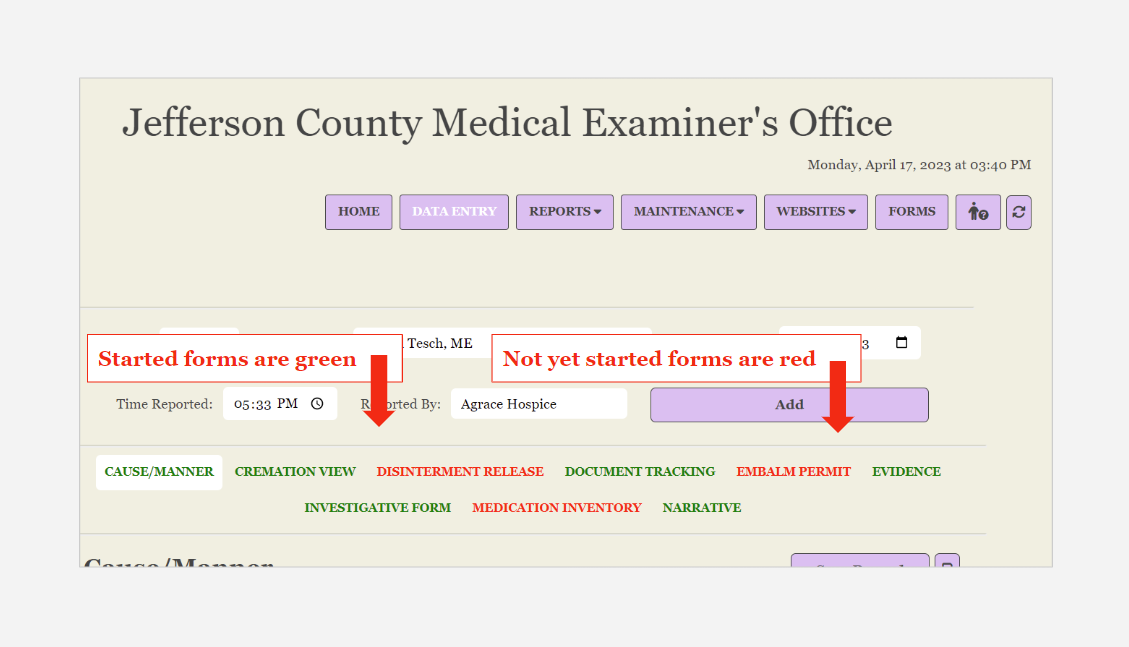 Jefferson County Medical Examiner's Office
Monday, April 17, 2023 at 03:40 PM
HOME DATA ENTRY REPORTS MAINTENANCE WEBSITES FORMS
Tesch, ME 3
Started forms are green Not yet started forms are red
Time Reported: 05:33 PM Reported By: Agrace Hospice Add
CAUSE/MANNER CREMATION VIEW DISINTERMENT RELEASE DOCUMENT TRACKING EMBALM PERMIT EVIDENCE
INVESTIGATIVE FORM MEDICATION INVENTORY NARRATIVE
Cause/Manner